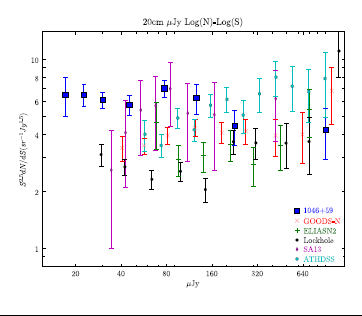 20cm μJy Log(N)-Log(S)
S^2.5 dN/dS(sr^-1 Jy^1.5)
10
8
6
4
2
1
20 40 80 160 320 640
μJy
1046+59
GOODS-N
ELIASN2
Lockhole
SA13
ATHDSS